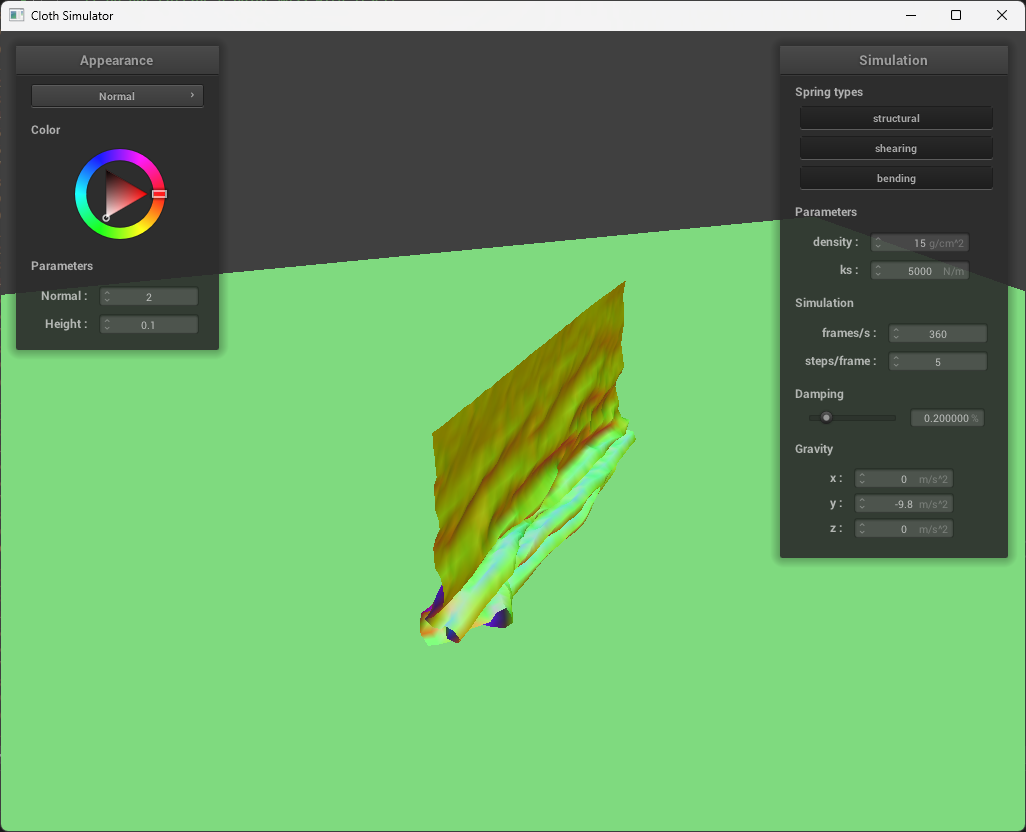 Cloth Simulator
Appearance
Normal
Color
Parameters
Normal : 2
Height : 0.1
Simulation
Spring types
structural
shearing
bending
Parameters
density : 15 g/cm^2
ks : 5000 N/m
Simulation
frames/s : 360
steps/frame : 5
Damping
0.200000 %
Gravity
x : 0 m/s^2
y : -9.8 m/s^2
z : 0 m/s^2